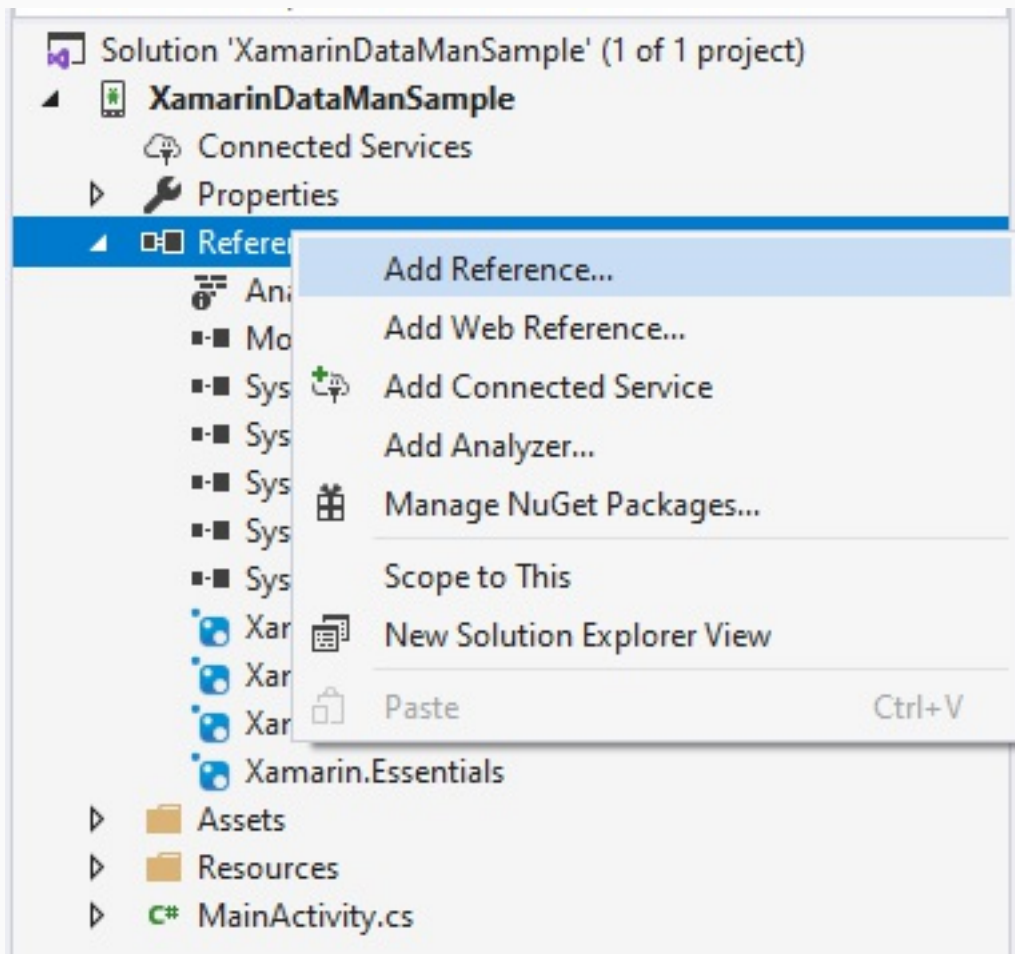 Solution 'XamarinDataManSample' (1 of 1 project)
XamarinDataManSample
Connected Services
Properties
Add Reference...
Add Web Reference...
Add Connected Service
Add Analyzer...
Manage NuGet Packages...
Scope to This
New Solution Explorer View
Paste Ctrl+V
Refere
Ana
Mo
Sys
Sys
Sys
Sys
Sys
Xar
Xar
Xar
Xamarin.Essentials
Assets
Resources
C# MainActivity.cs